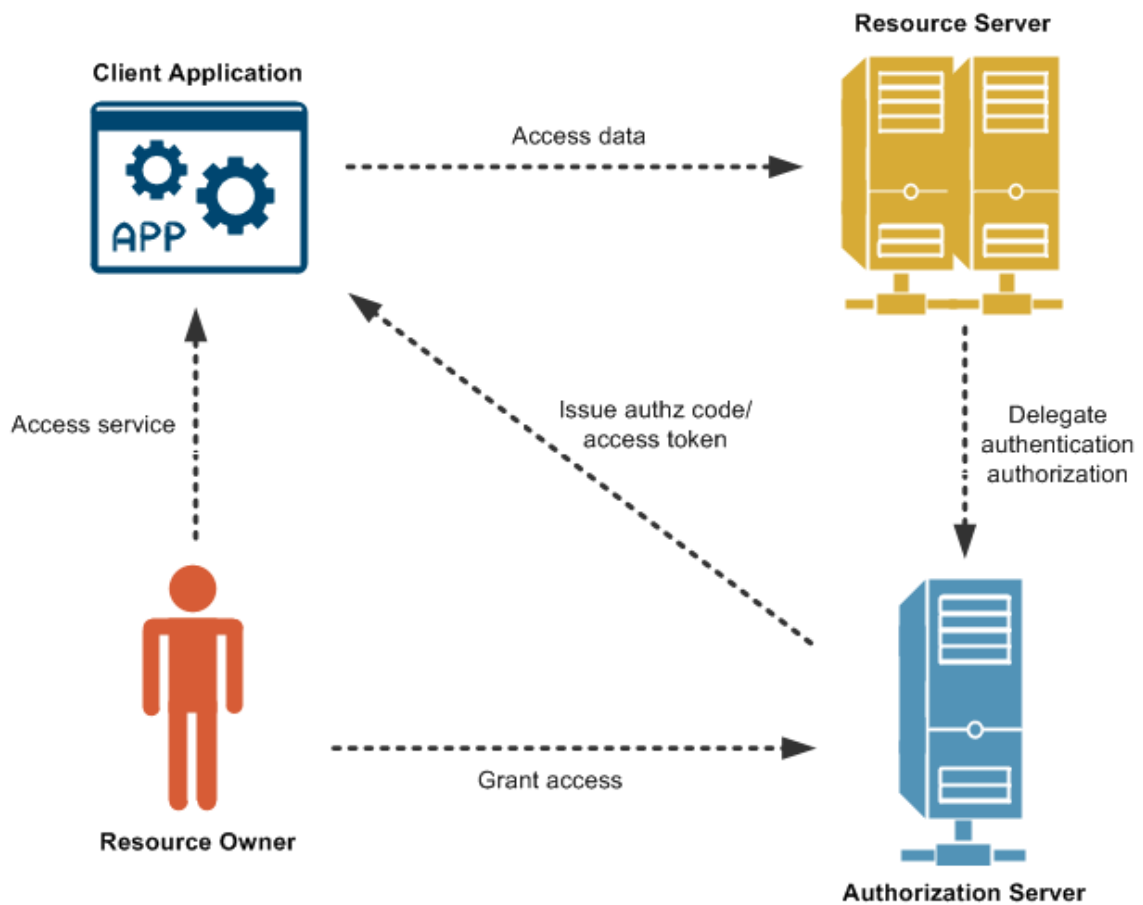 Resource Server
Client Application
Access data
APP
Access service
Issue authz code/
access token
Delegate
authentication
authorization
Grant access
Resource Owner
Authorization Server